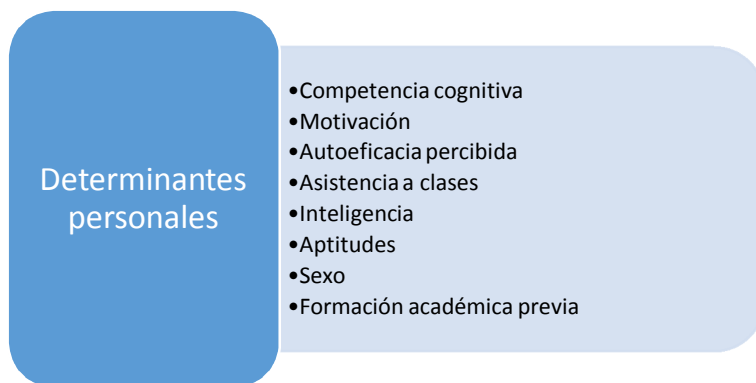 Determinantes
personales
•Competencia cognitiva
•Motivación
•Autoeficacia percibida
•Asistencia a clases
•Inteligencia
•Aptitudes
•Sexo
•Formación académica previa